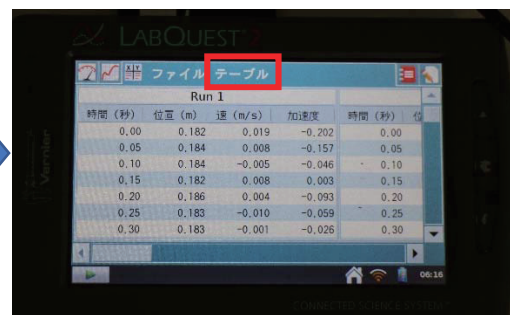 LABQUEST 2
Vernier
ファイル テーブル
Run 1
時間 (秒) 位置 (m) 速 (m/s) 加速度 時間 (秒)
0.00 0.182 0.019 -0.202 0.00
0.05 0.184 0.008 -0.157 0.05
0.10 0.184 -0.005 -0.046 0.10
0.15 0.182 0.008 0.003 0.15
0.20 0.186 0.004 -0.093 0.20
0.25 0.183 -0.010 -0.059 0.25
0.30 0.183 -0.001 -0.026 0.30
06:16
CONNECTED SCIENCE SYSTEM